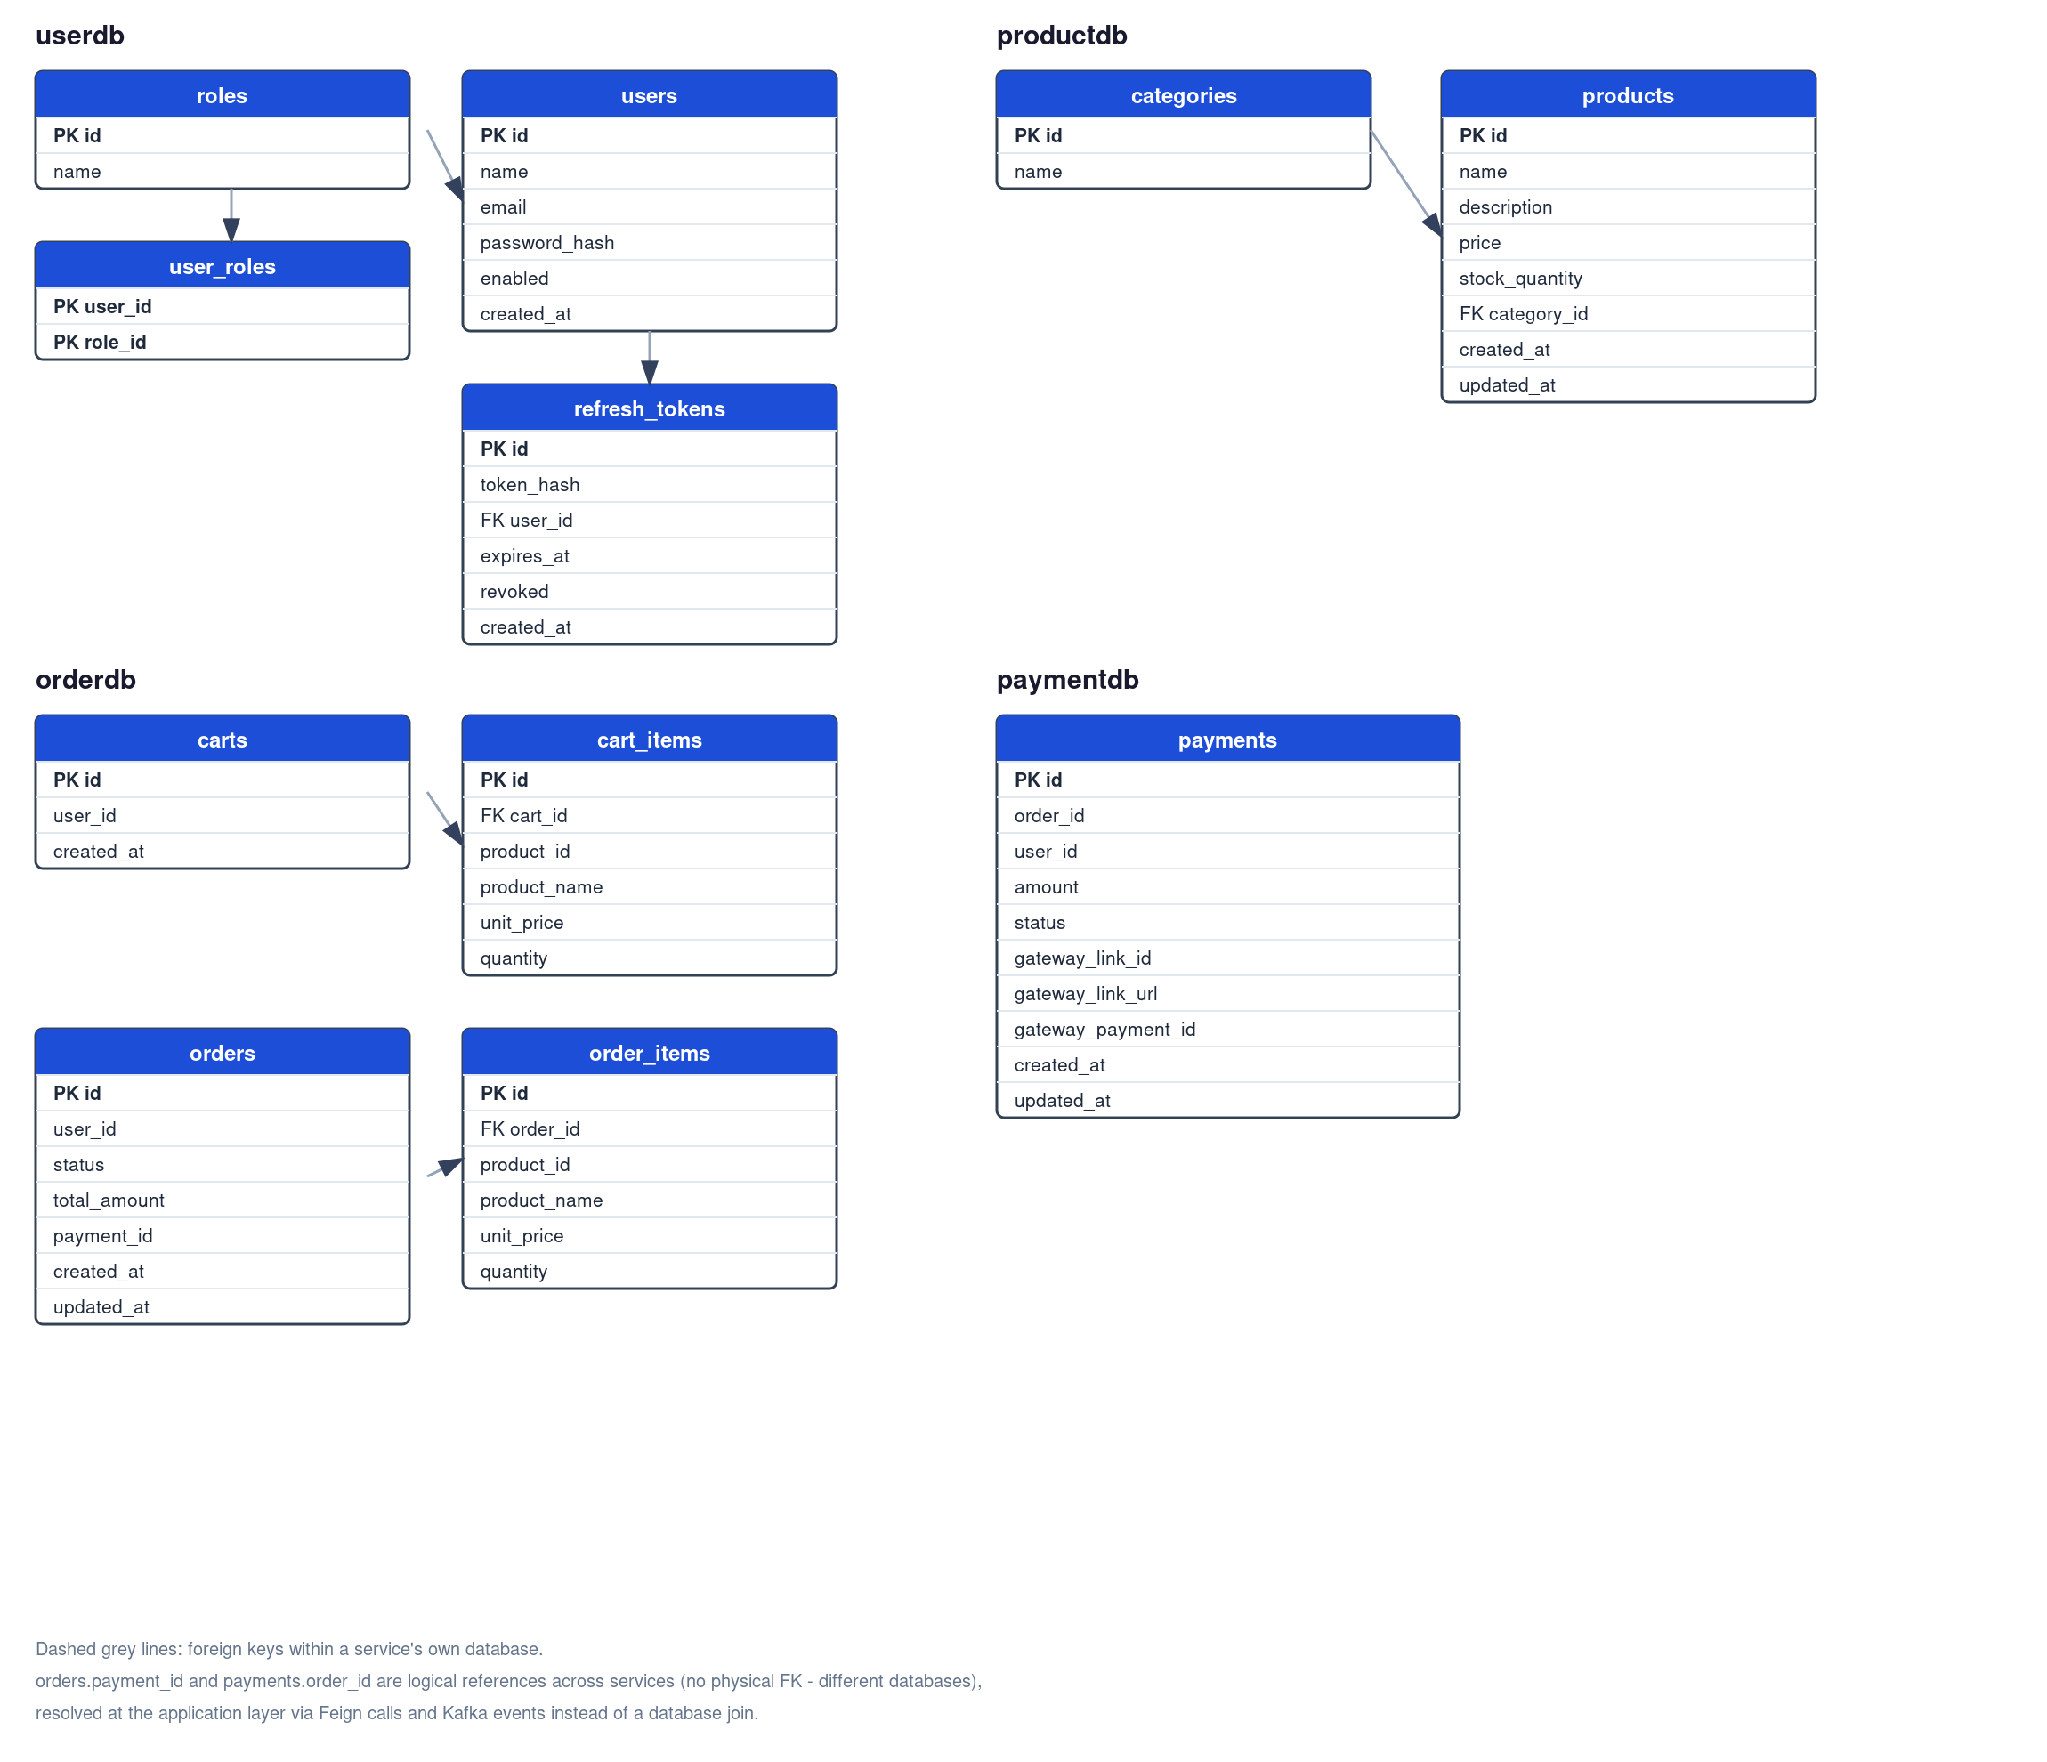 userdb
roles
PK id
name
user_roles
PK user_id
PK role_id
users
PK id
name
email
password_hash
enabled
created_at
refresh_tokens
PK id
token_hash
FK user_id
expires_at
revoked
created_at
productdb
categories
PK id
name
products
PK id
name
description
price
stock_quantity
FK category_id
created_at
updated_at
orderdb
carts
PK id
user_id
created_at
cart_items
PK id
FK cart_id
product_id
product_name
unit_price
quantity
orders
PK id
user_id
status
total_amount
payment_id
created_at
updated_at
order_items
PK id
FK order_id
product_id
product_name
unit_price
quantity
paymentdb
payments
PK id
order_id
user_id
amount
status
gateway_link_id
gateway_link_url
gateway_payment_id
created_at
updated_at
Dashed grey lines: foreign keys within a service's own database.
orders.payment_id and payments.order_id are logical references across services (no physical FK - different databases),
resolved at the application layer via Feign calls and Kafka events instead of a database join.